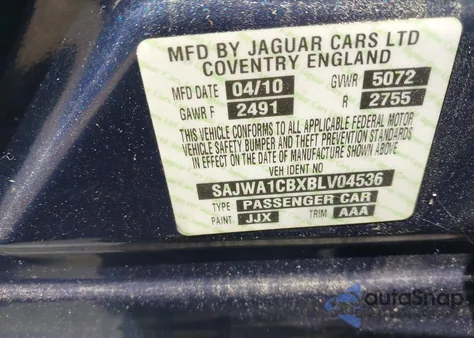 MFD BY JAGUAR CARS LTD
COVENTRY ENGLAND
MFD DATE 04/10 GVWR 5072
GAWR F 2491 R 2755
THIS VEHICLE CONFORMS TO ALL APPLICABLE FEDERAL MOTOR
VEHICLE SAFETY BUMPER AND THEFT PREVENTION STANDARDS
IN EFFECT ON THE DATE OF MANUFACTURE SHOWN ABOVE.
VEH IDENT NO
SAJWA1CBXBLV04536
TYPE PASSENGER CAR
PAINT JJX TRIM AAA
autoSnap